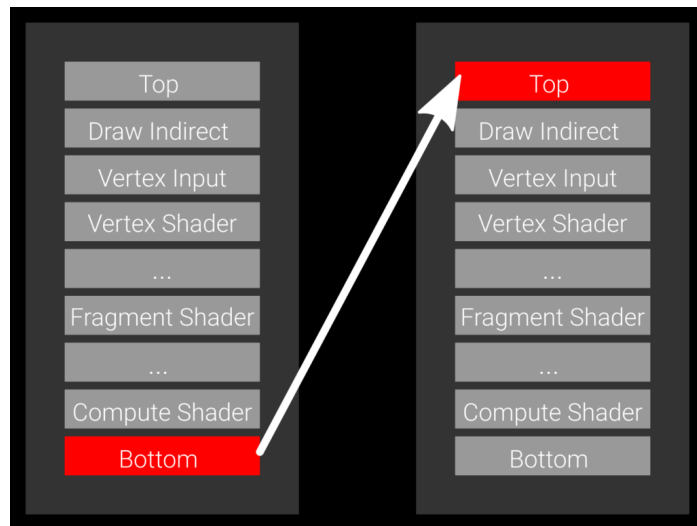 Top
Draw Indirect
Vertex Input
Vertex Shader
...
Fragment Shader
...
Compute Shader
Bottom
Top
Draw Indirect
Vertex Input
Vertex Shader
...
Fragment Shader
...
Compute Shader
Bottom